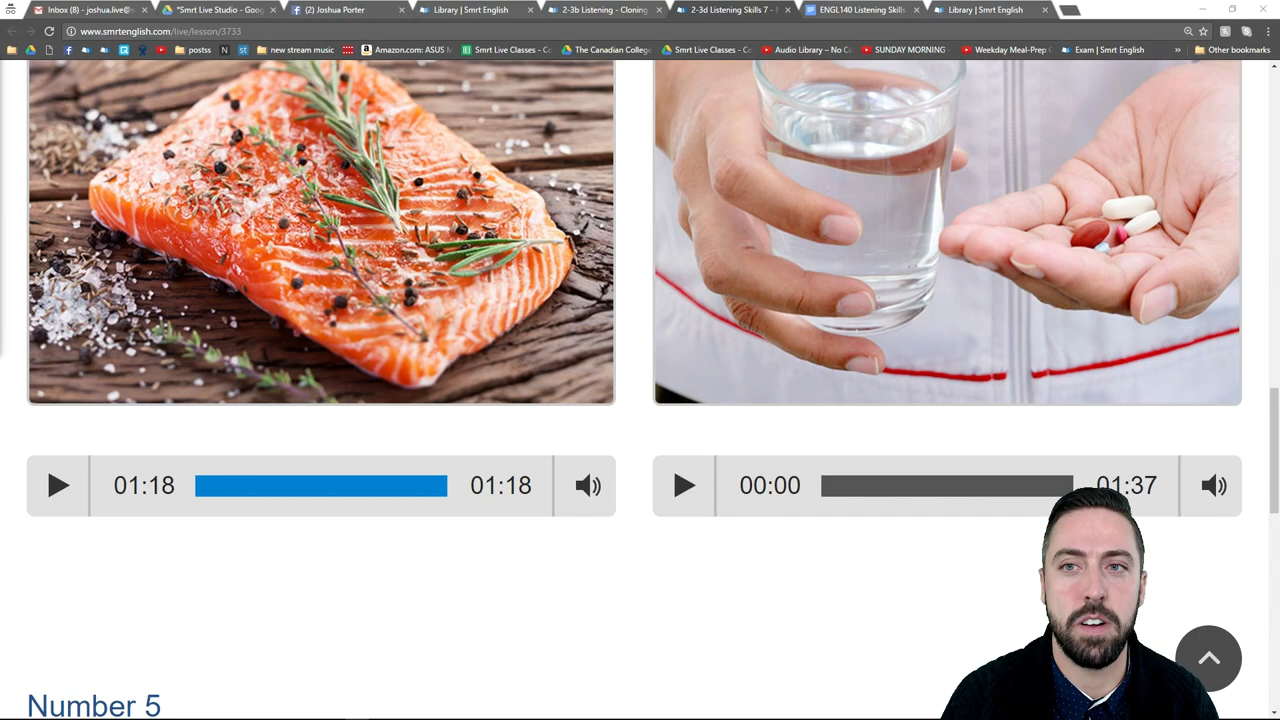 Inbox (8) - joshua.live@s
*Smrt Live Studio - Goog
(2) Joshua Porter
Library | Smrt English
2-3b Listening - Cloning
2-3d Listening Skills 7 -
ENGL140 Listening Skills
Library | Smrt English
www.smrtenglish.com/live/lesson/3733
postss
new stream music
Amazon.com: ASUS M
Smrt Live Classes - Co
The Canadian College
Smrt Live Classes - Co
Audio Library – No C
SUNDAY MORNING -
Weekday Meal-Prep
Exam | Smrt English
»
Other bookmarks
01:18 01:18
00:00 01:37
Number 5